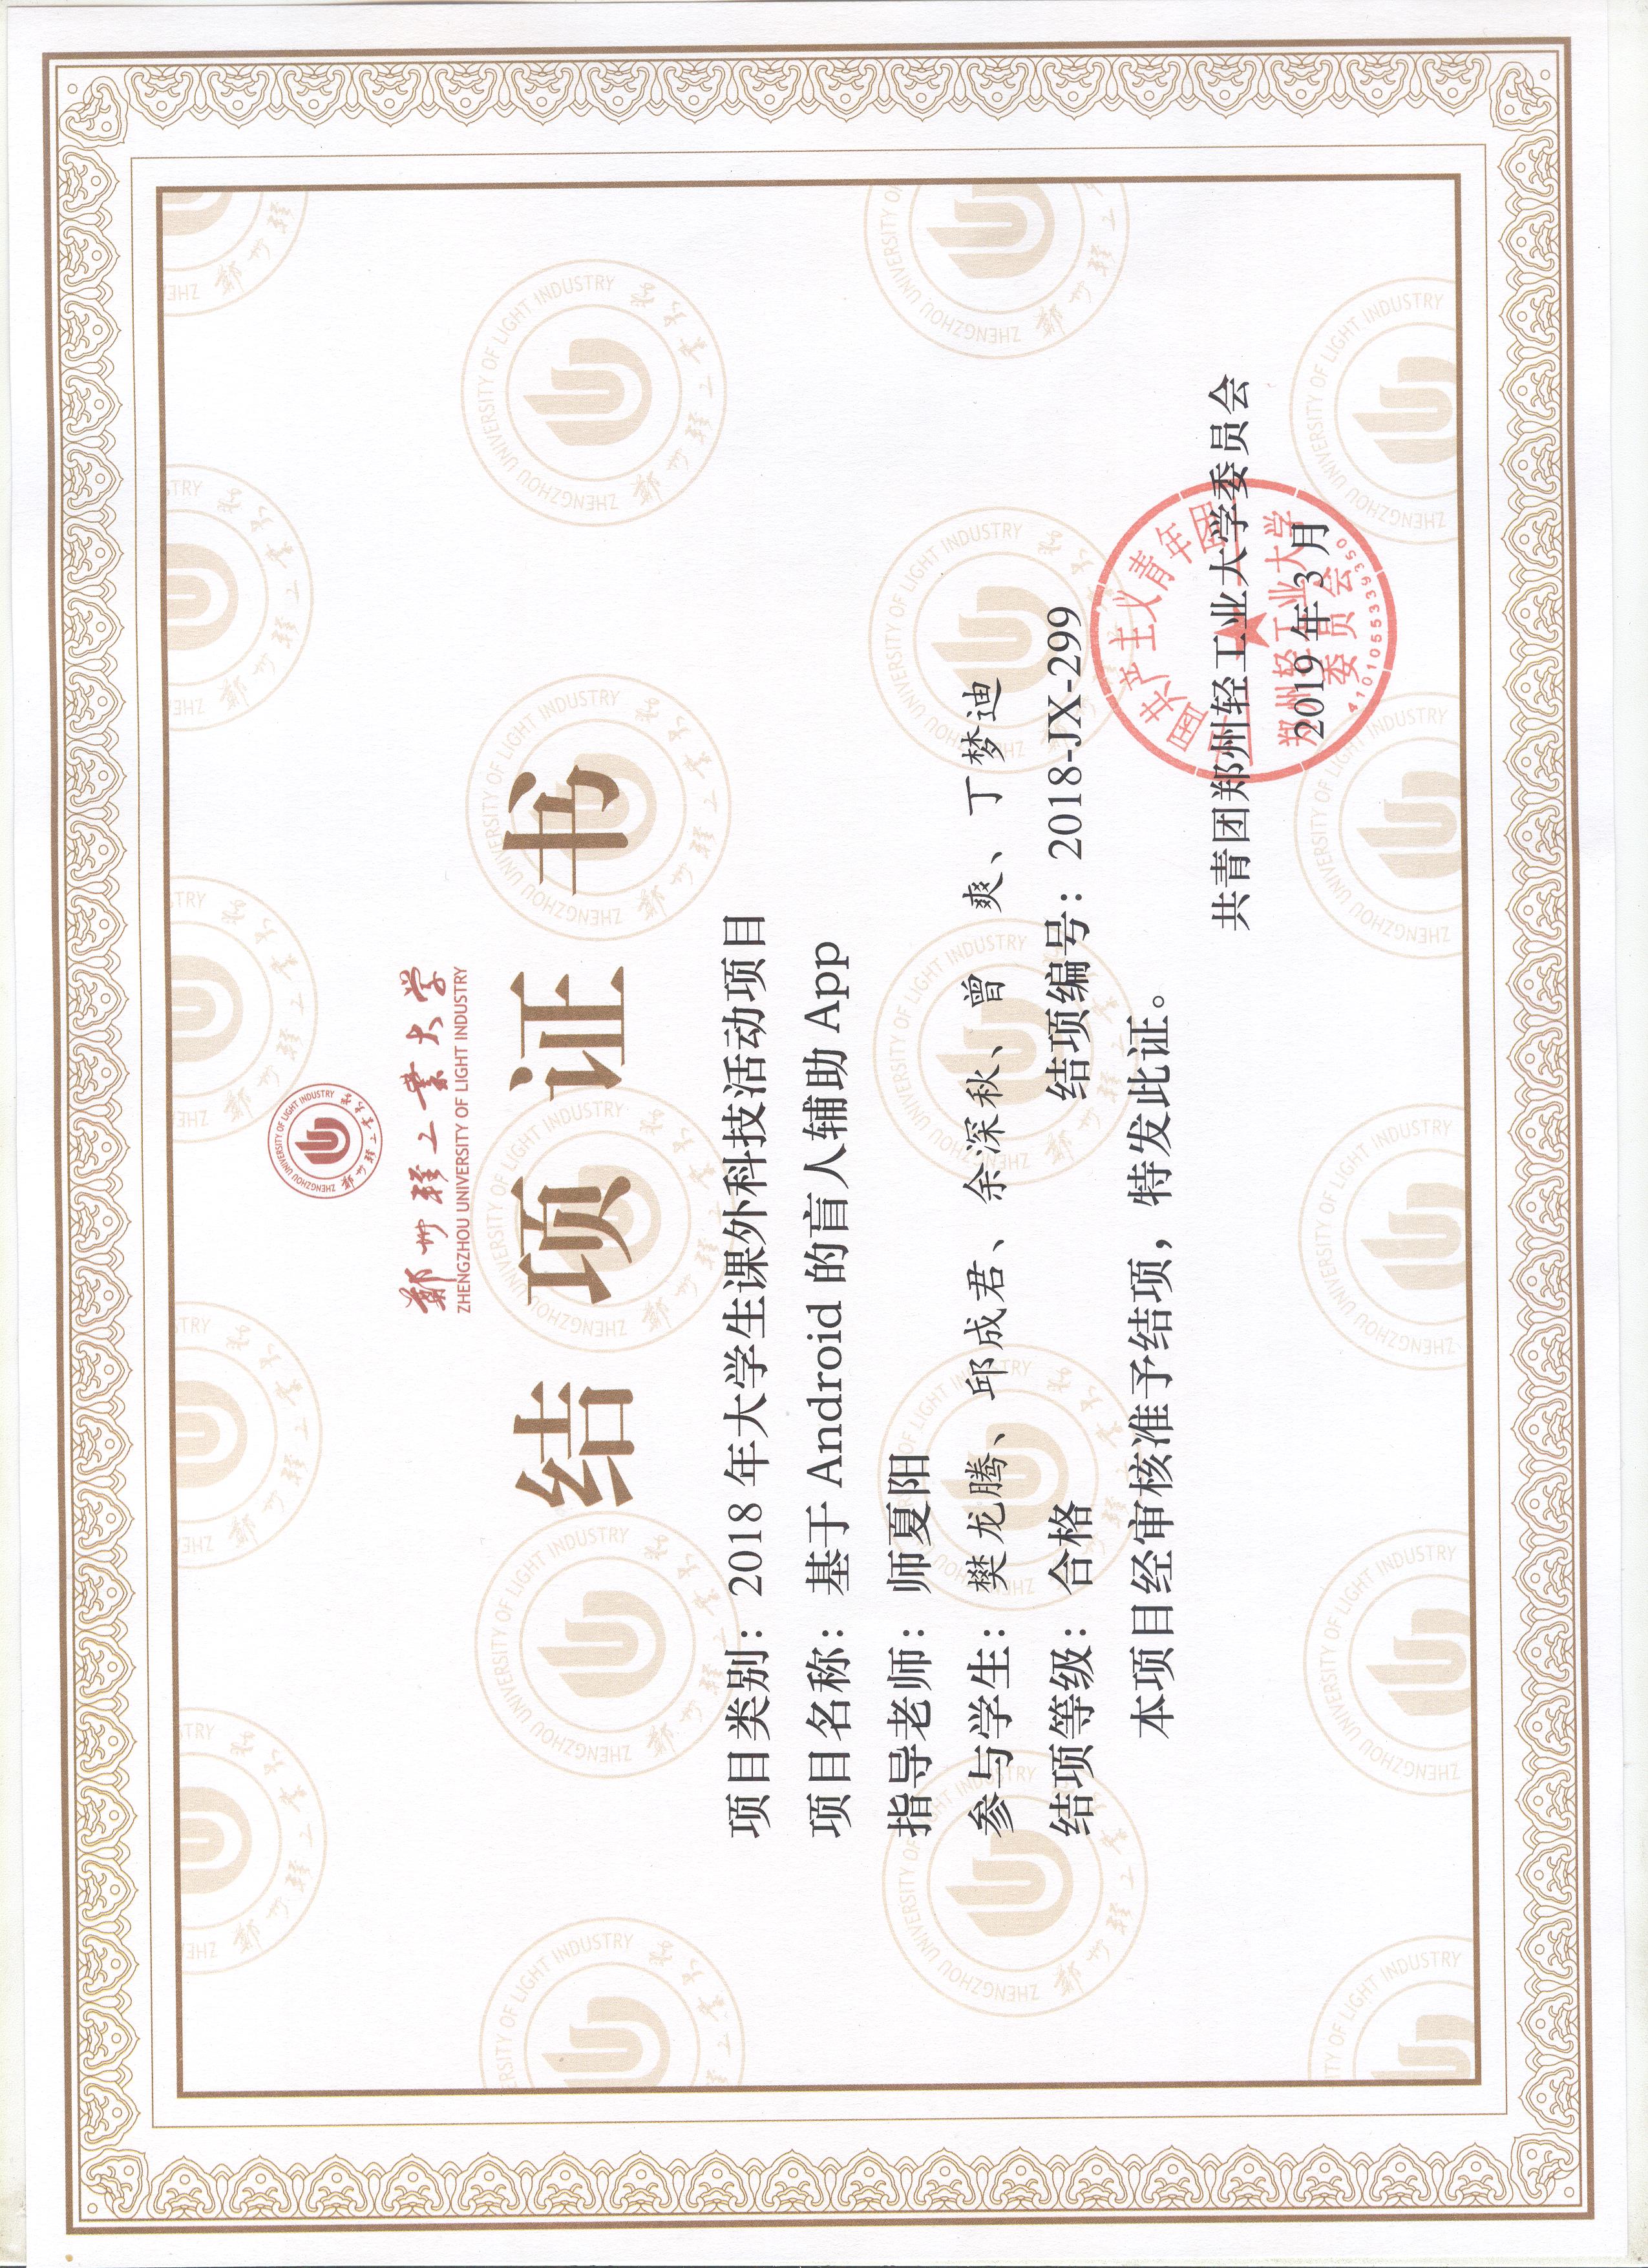 ZHENGZHOU UNIVERSITY OF LIGHT INDUSTRY
郑州轻工业大学
鄭州轻工業大学
ZHENGZHOU UNIVERSITY OF LIGHT INDUSTRY
结项证书
项目类别：2018 年大学生课外科技活动项目
项目名称：基于 Android 的盲人辅助 App
指导老师：师夏阳
参与学生：樊龙腾、邱成君、余深秋、曾　爽、丁梦迪
结项等级：合格 结项编号：2018-JX-299
本项目经审核准予结项，特发此证。
共青团郑州轻工业大学委员会
2019 年 3 月
中国共产主义青年团
郑州轻工业大学
委员会
4101055339350